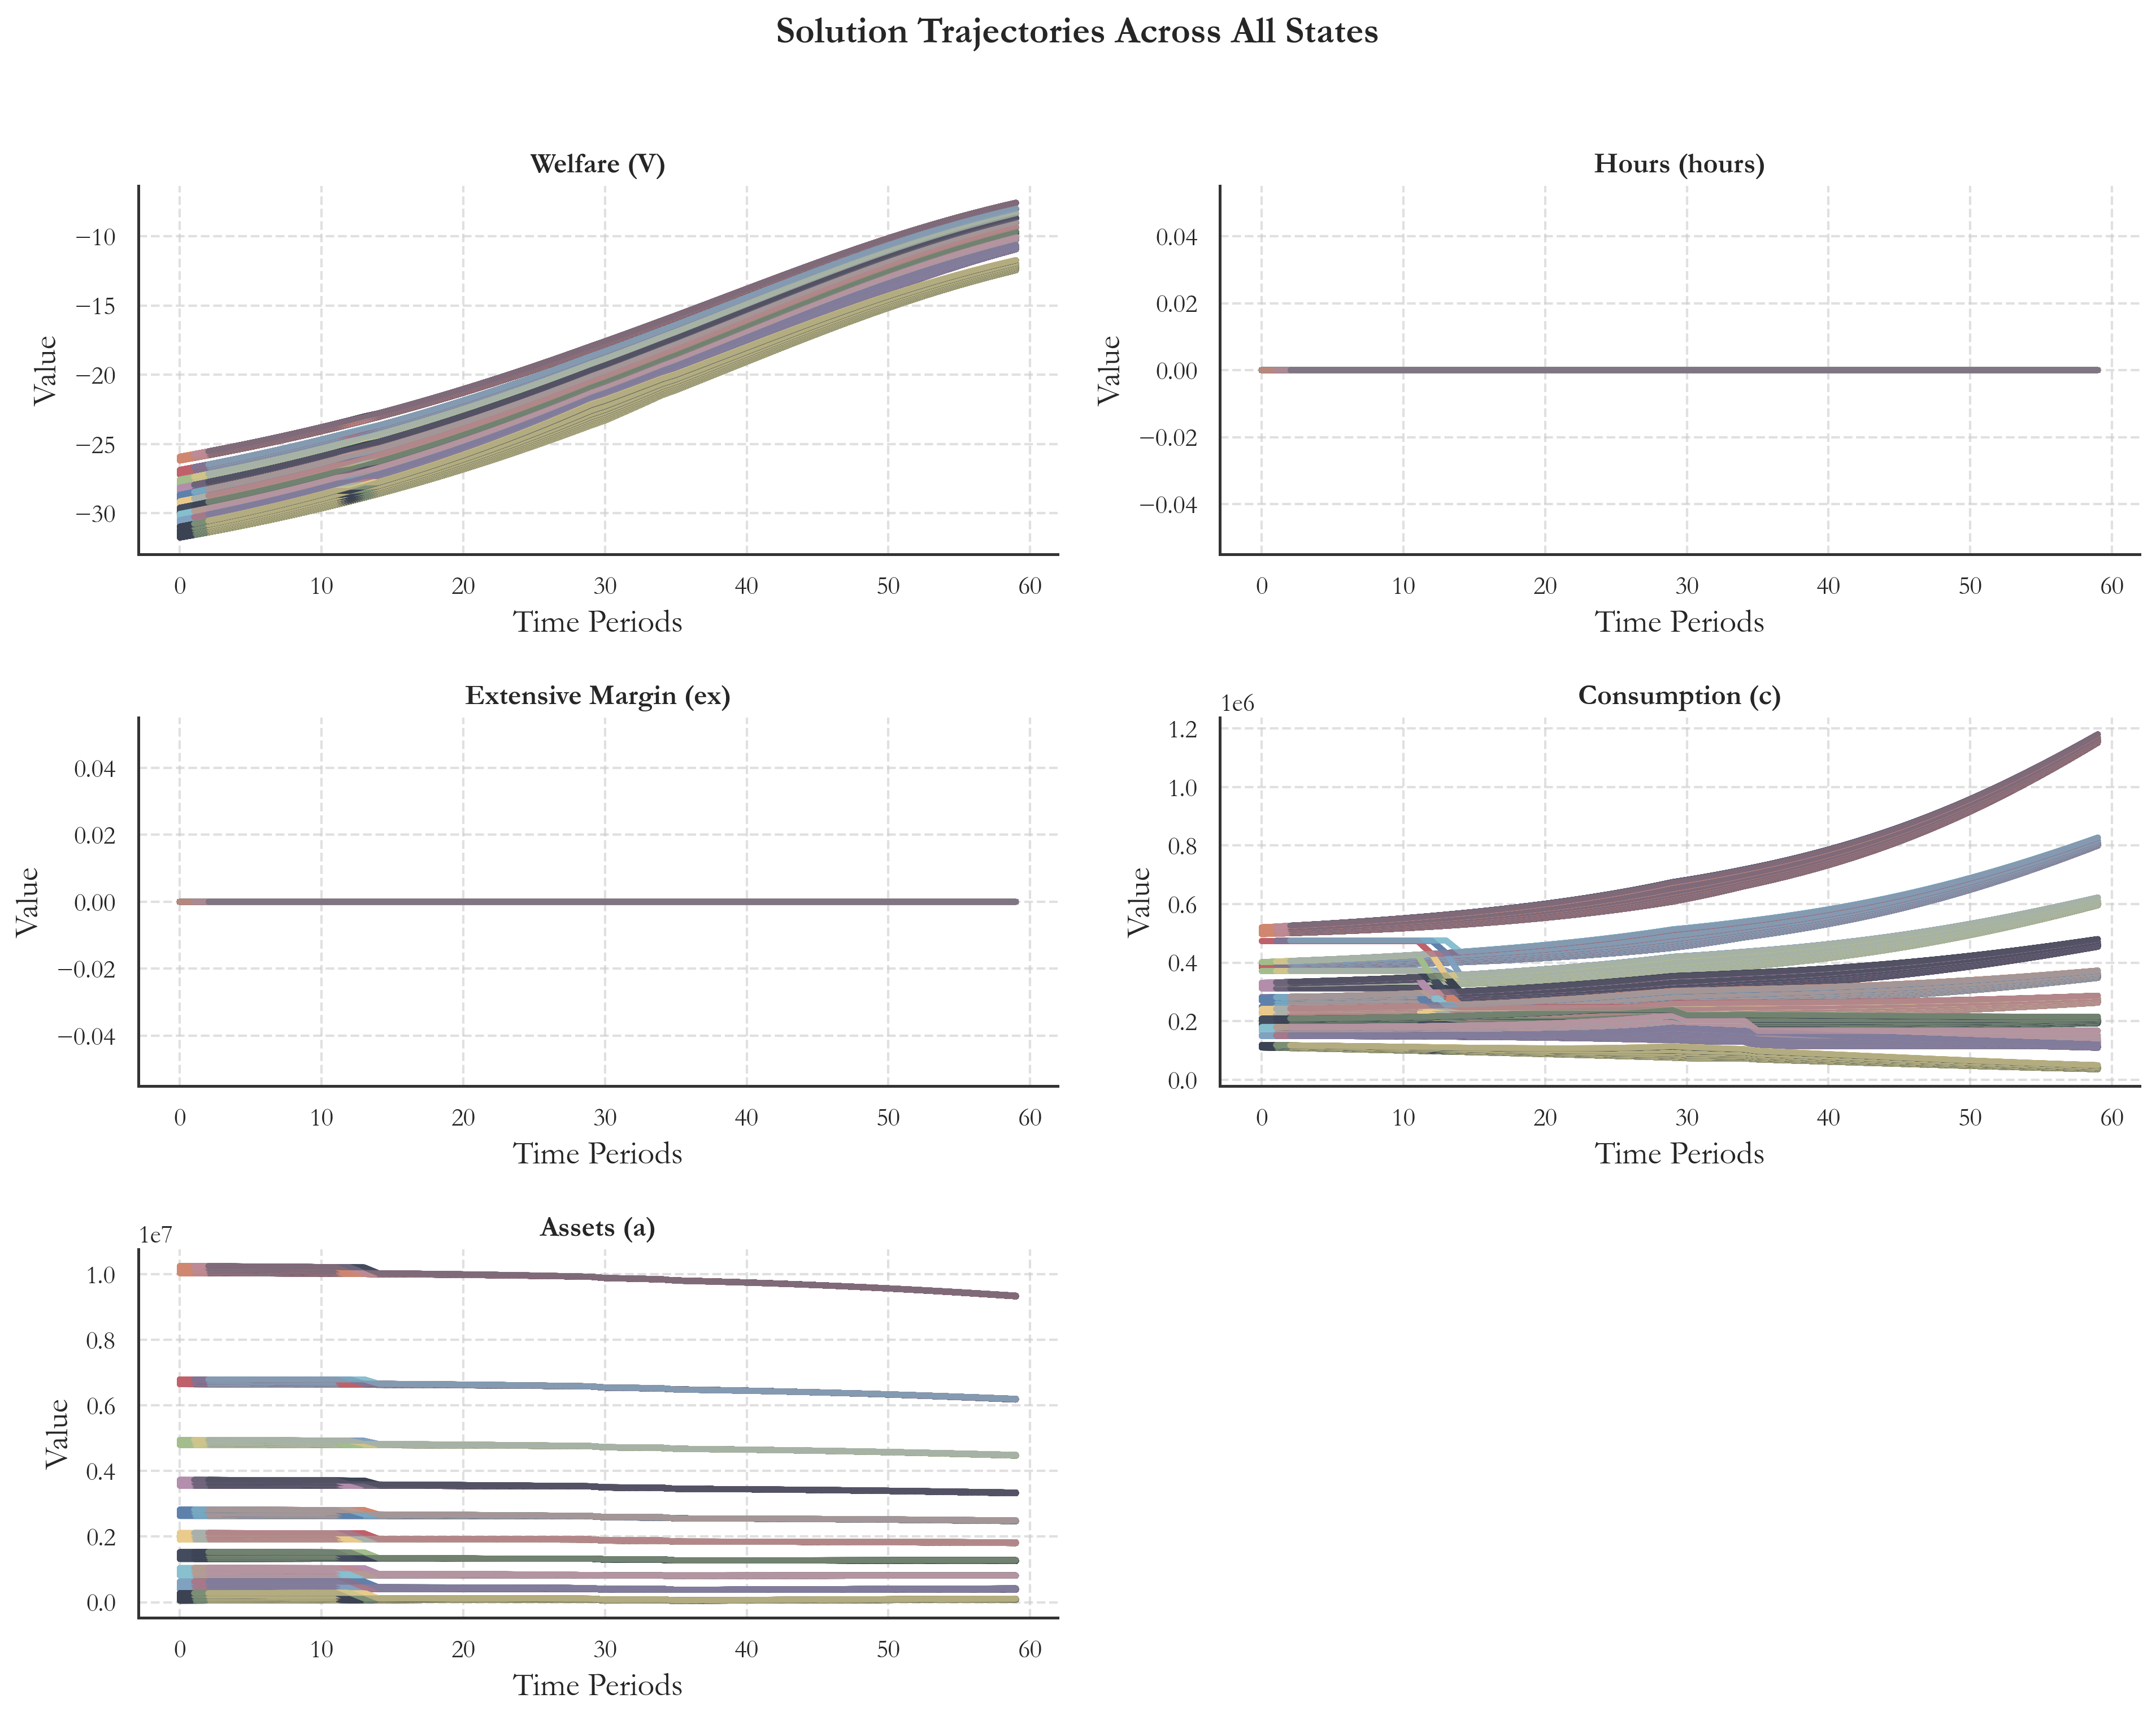 Solution Trajectories Across All States
Welfare (V)
Value
−10
−15
−20
−25
−30
0 10 20 30 40 50 60
Time Periods
Hours (hours)
Value
0.04
0.02
0.00
−0.02
−0.04
0 10 20 30 40 50 60
Time Periods
Extensive Margin (ex)
Value
0.04
0.02
0.00
−0.02
−0.04
0 10 20 30 40 50 60
Time Periods
Consumption (c)
1e6
Value
1.2
1.0
0.8
0.6
0.4
0.2
0.0
0 10 20 30 40 50 60
Time Periods
Assets (a)
1e7
Value
1.0
0.8
0.6
0.4
0.2
0.0
0 10 20 30 40 50 60
Time Periods